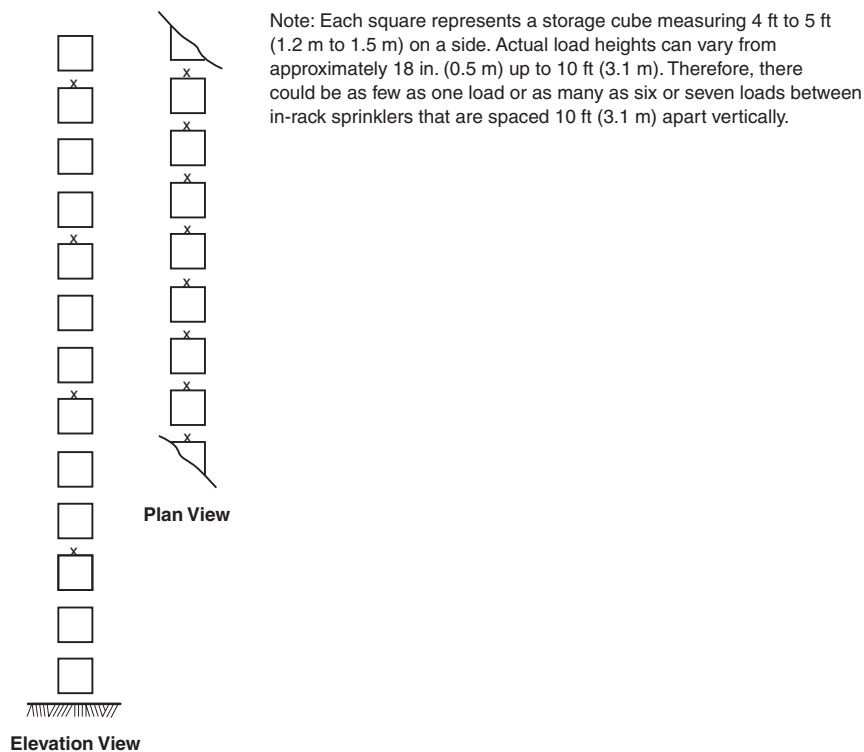 Note: Each square represents a storage cube measuring 4 ft to 5 ft
(1.2 m to 1.5 m) on a side. Actual load heights can vary from
approximately 18 in. (0.5 m) up to 10 ft (3.1 m). Therefore, there
could be as few as one load or as many as six or seven loads between
in-rack sprinklers that are spaced 10 ft (3.1 m) apart vertically.
x
x
x
x
x
x
x
x
x
x
x
x
Plan View
Elevation View